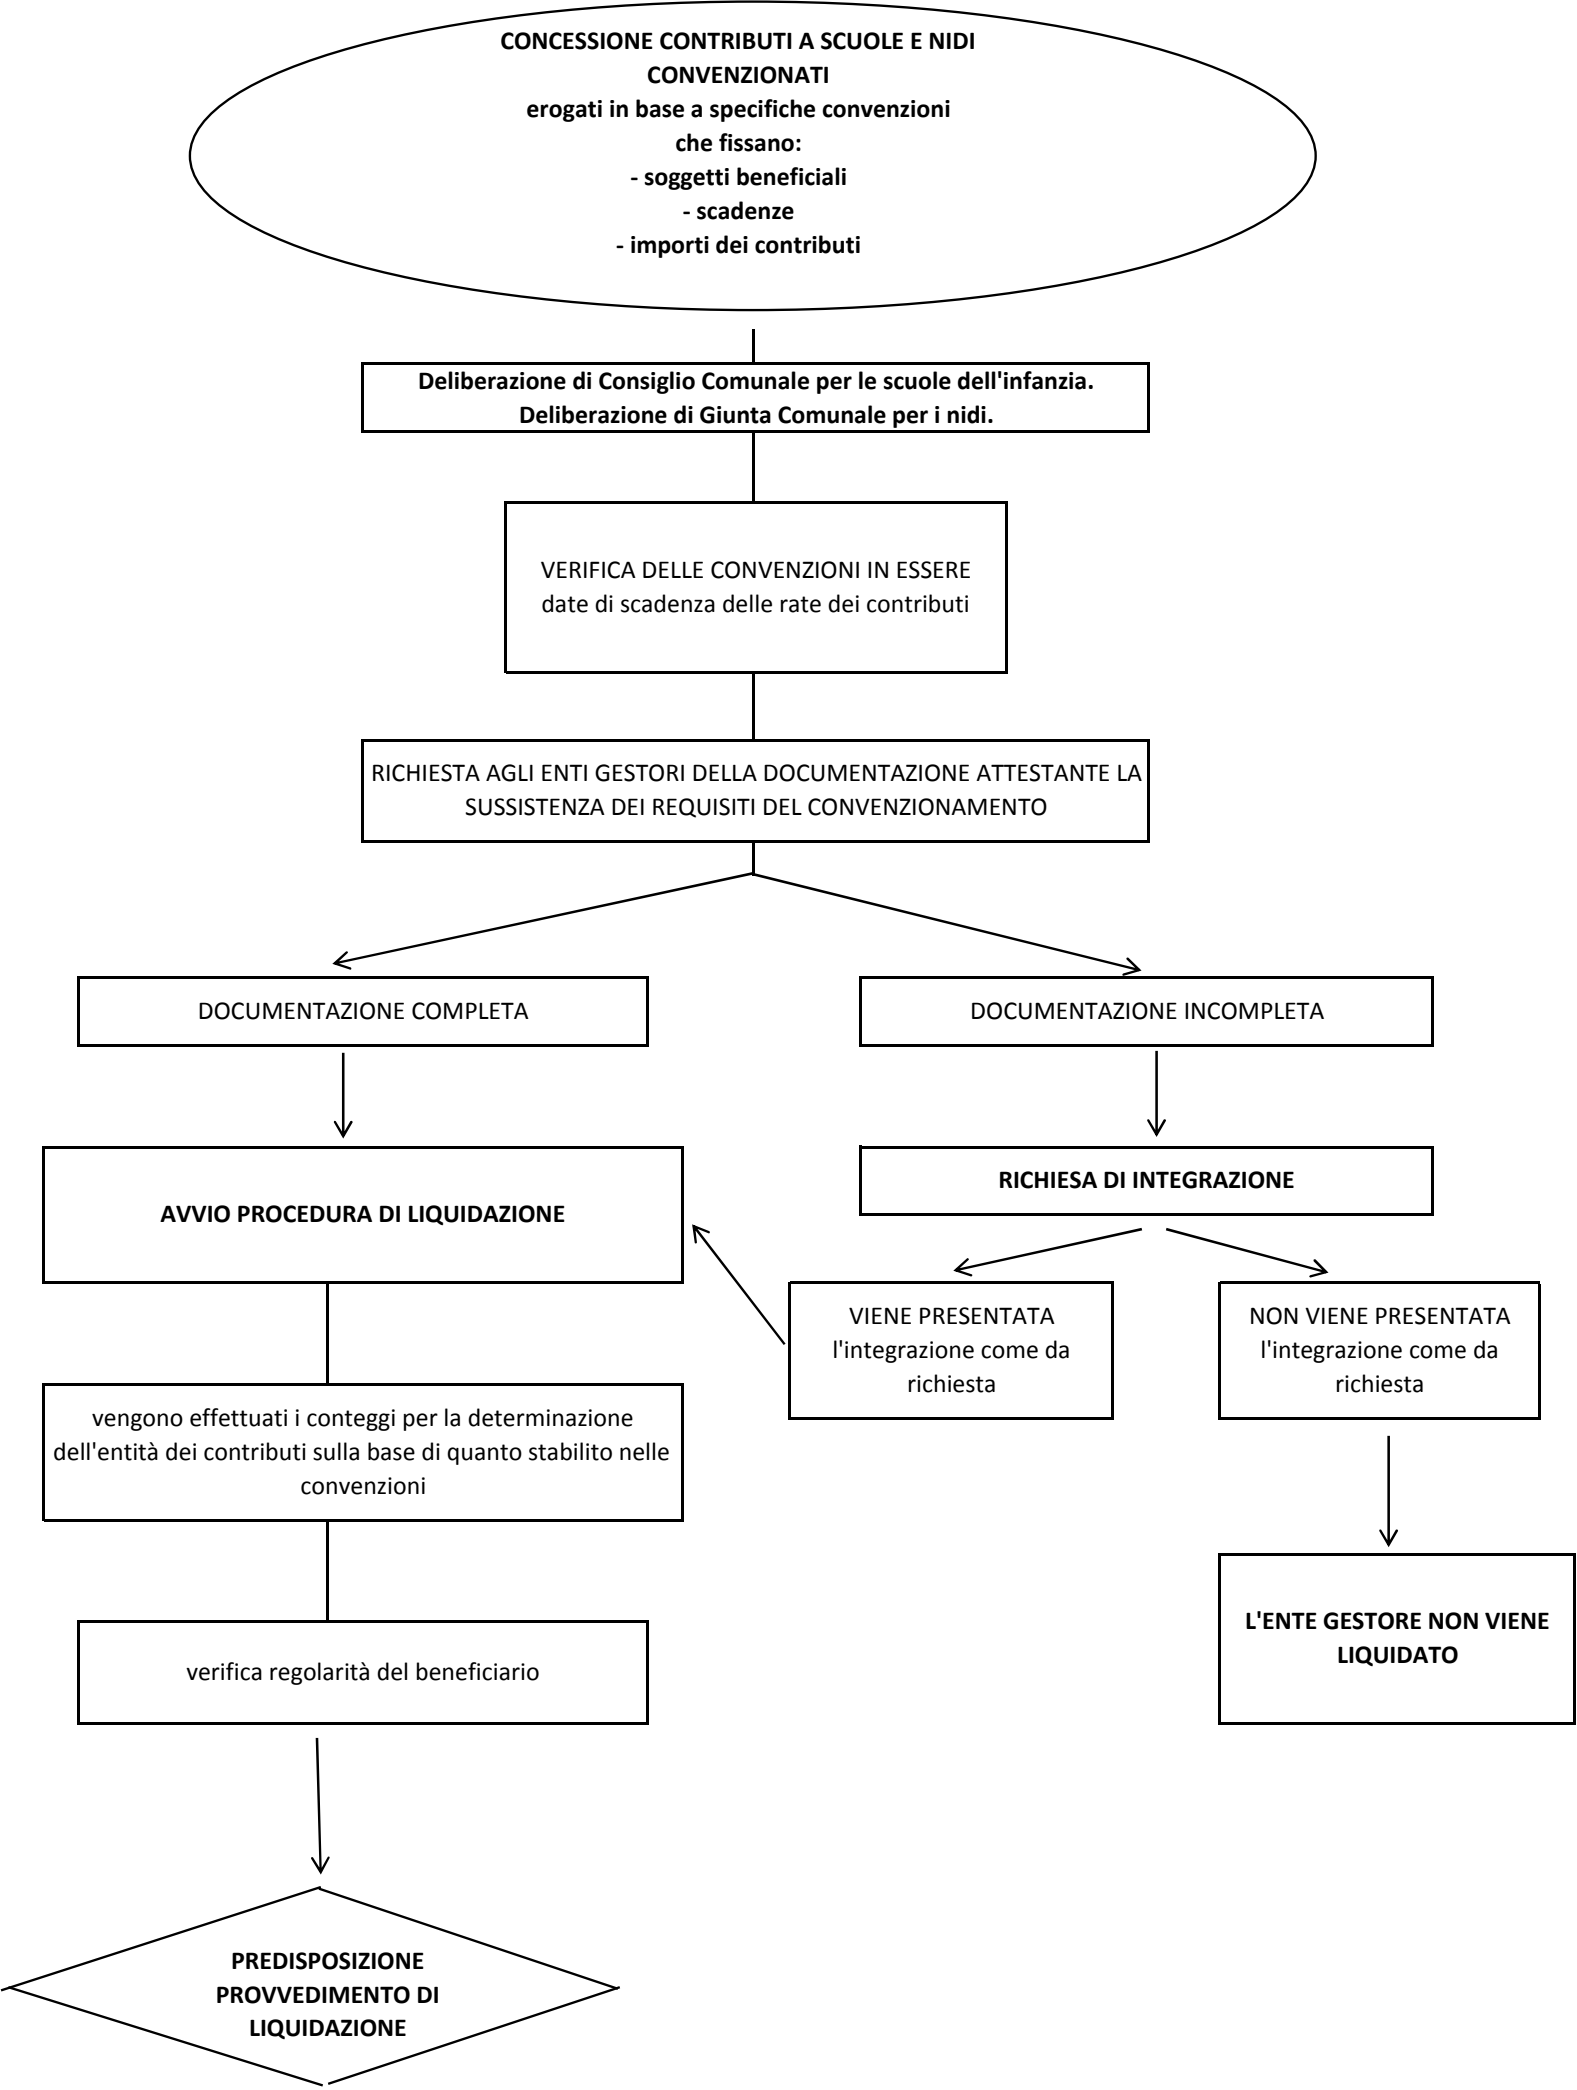 CONCESSIONE CONTRIBUTI A SCUOLE E NIDI
CONVENZIONATI
erogati in base a specifiche convenzioni
che fissano:
- soggetti beneficiali
- scadenze
- importi dei contributi
Deliberazione di Consiglio Comunale per le scuole dell'infanzia.
Deliberazione di Giunta Comunale per i nidi.
VERIFICA DELLE CONVENZIONI IN ESSERE
date di scadenza delle rate dei contributi
RICHIESTA AGLI ENTI GESTORI DELLA DOCUMENTAZIONE ATTESTANTE LA
SUSSISTENZA DEI REQUISITI DEL CONVENZIONAMENTO
DOCUMENTAZIONE COMPLETA
DOCUMENTAZIONE INCOMPLETA
AVVIO PROCEDURA DI LIQUIDAZIONE
RICHIESA DI INTEGRAZIONE
VIENE PRESENTATA
l'integrazione come da
richiesta
NON VIENE PRESENTATA
l'integrazione come da
richiesta
vengono effettuati i conteggi per la determinazione
dell'entità dei contributi sulla base di quanto stabilito nelle
convenzioni
L'ENTE GESTORE NON VIENE
LIQUIDATO
verifica regolarità del beneficiario
PREDISPOSIZIONE
PROVVEDIMENTO DI
LIQUIDAZIONE